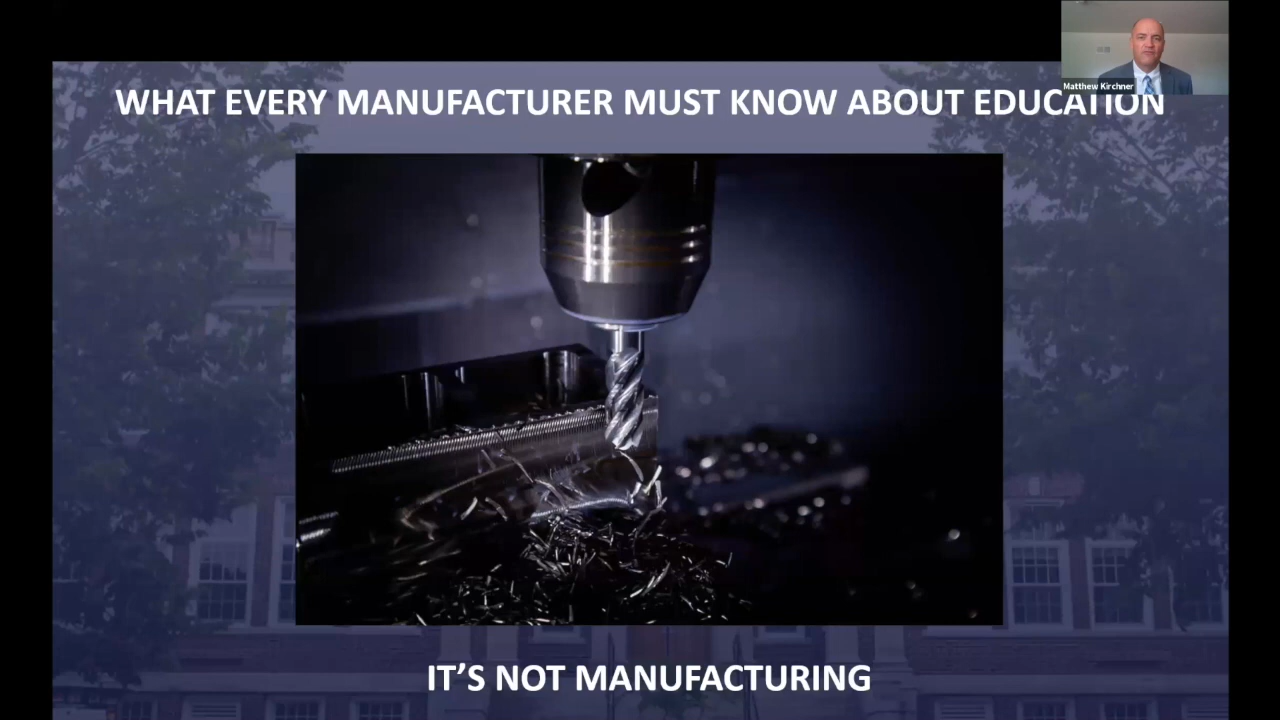 Matthew Kirchner
WHAT EVERY MANUFACTURER MUST KNOW ABOUT EDUCATION
IT'S NOT MANUFACTURING